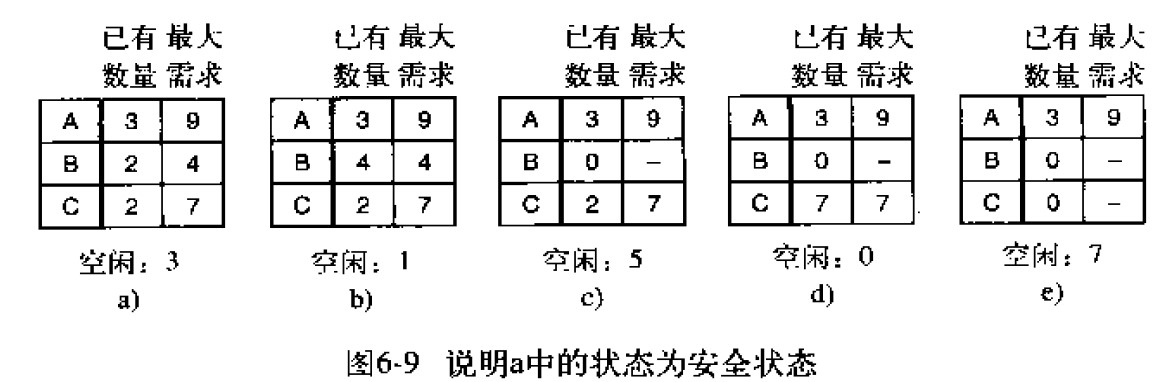 已有 最大 已有 最大 已有 最大 已有 最大 已有 最大
数量 需求 数量 需求 数量 需求 数量 需求 数量 需求
A 3 9 A 3 9 A 3 9 A 3 9 A 3 9
B 2 4 B 4 4 B 0 – B 0 – B 0 –
C 2 7 C 2 7 C 2 7 C 7 7 C 0 –
空闲：3 空闲：1 空闲：5 空闲：0 空闲：7
a) b) c) d) e)
图6-9 说明a中的状态为安全状态